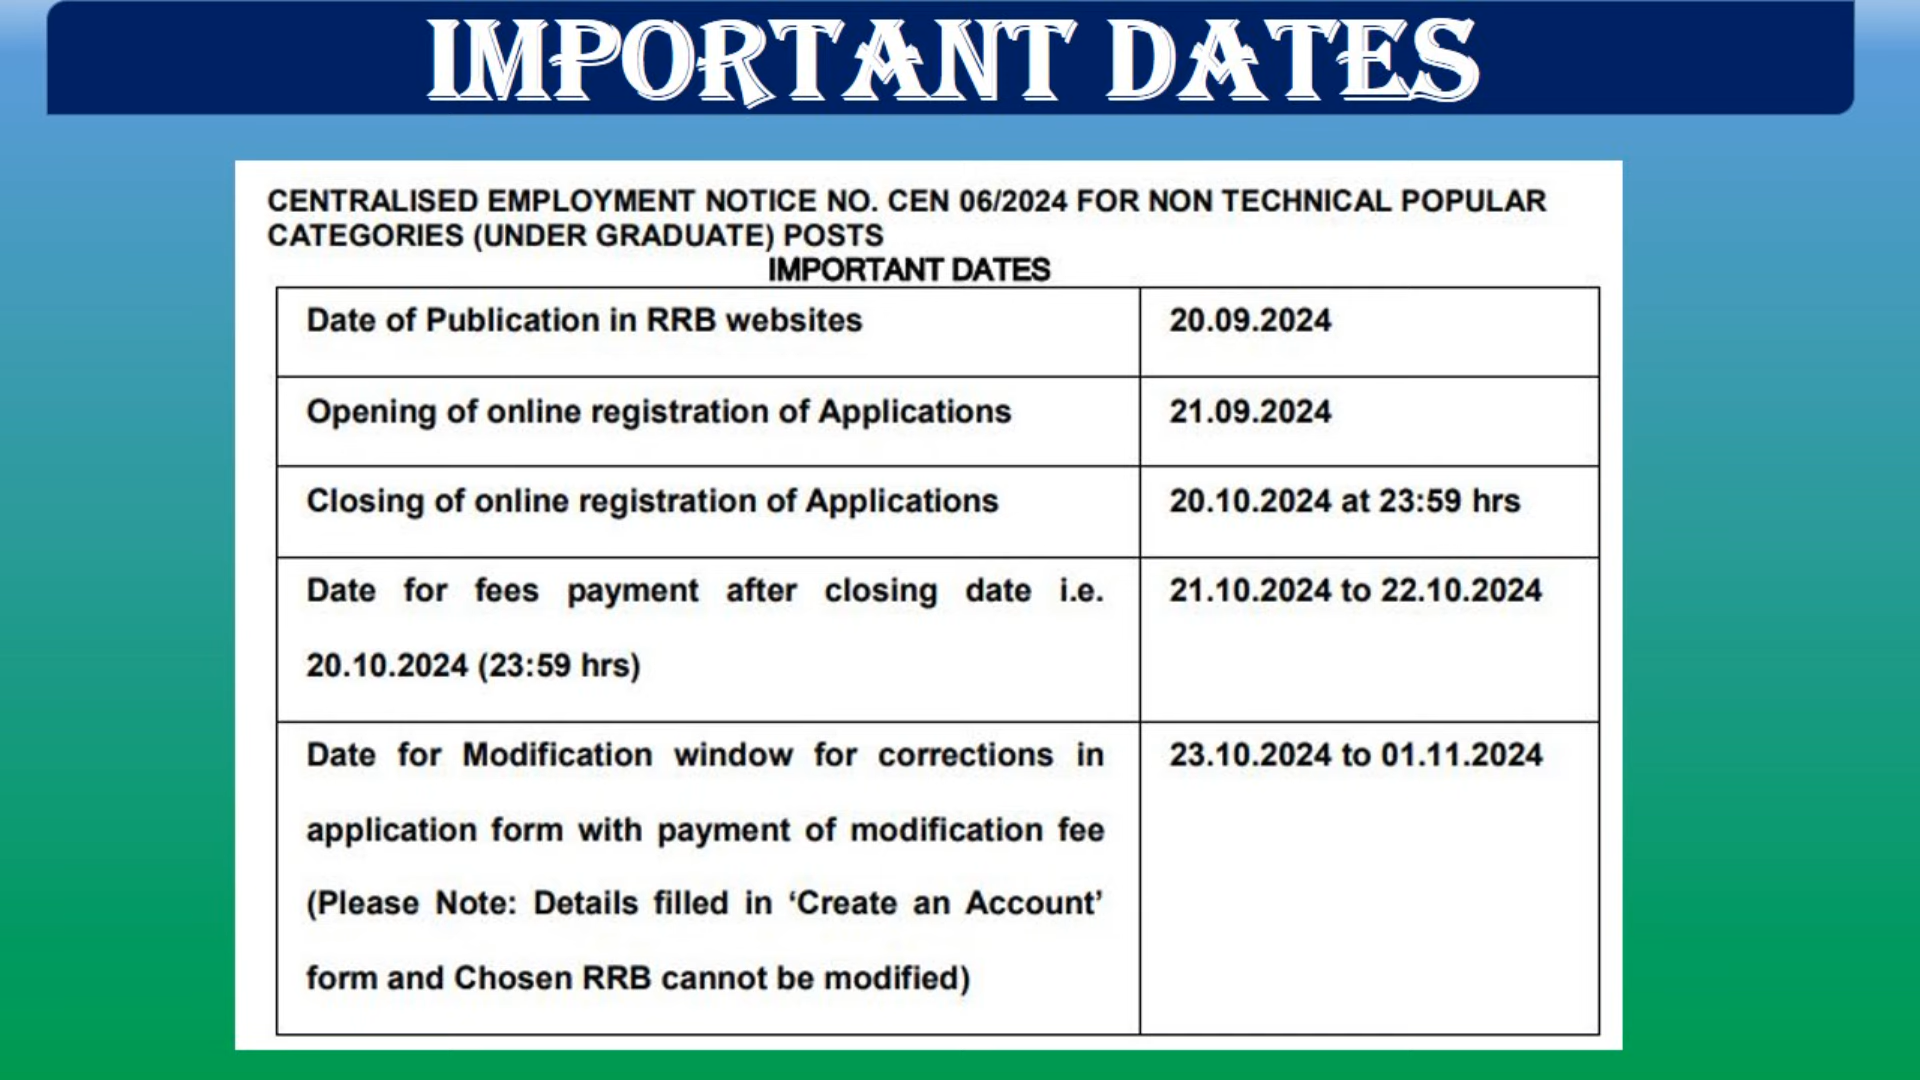 IMPORTANT DATES
CENTRALISED EMPLOYMENT NOTICE NO. CEN 06/2024 FOR NON TECHNICAL POPULAR
CATEGORIES (UNDER GRADUATE) POSTS
IMPORTANT DATES
Date of Publication in RRB websites 20.09.2024
Opening of online registration of Applications 21.09.2024
Closing of online registration of Applications 20.10.2024 at 23:59 hrs
Date for fees payment after closing date i.e. 21.10.2024 to 22.10.2024
20.10.2024 (23:59 hrs)
Date for Modification window for corrections in 23.10.2024 to 01.11.2024
application form with payment of modification fee
(Please Note: Details filled in ‘Create an Account’
form and Chosen RRB cannot be modified)